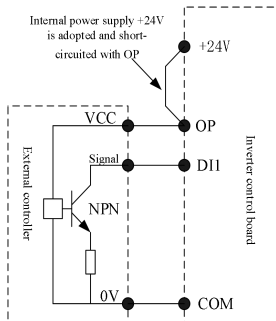 Internal power supply +24V
is adopted and short-
circuited with OP
+24V
VCC
OP
Signal
DI1
NPN
External controller
Inverter control board
0V
COM